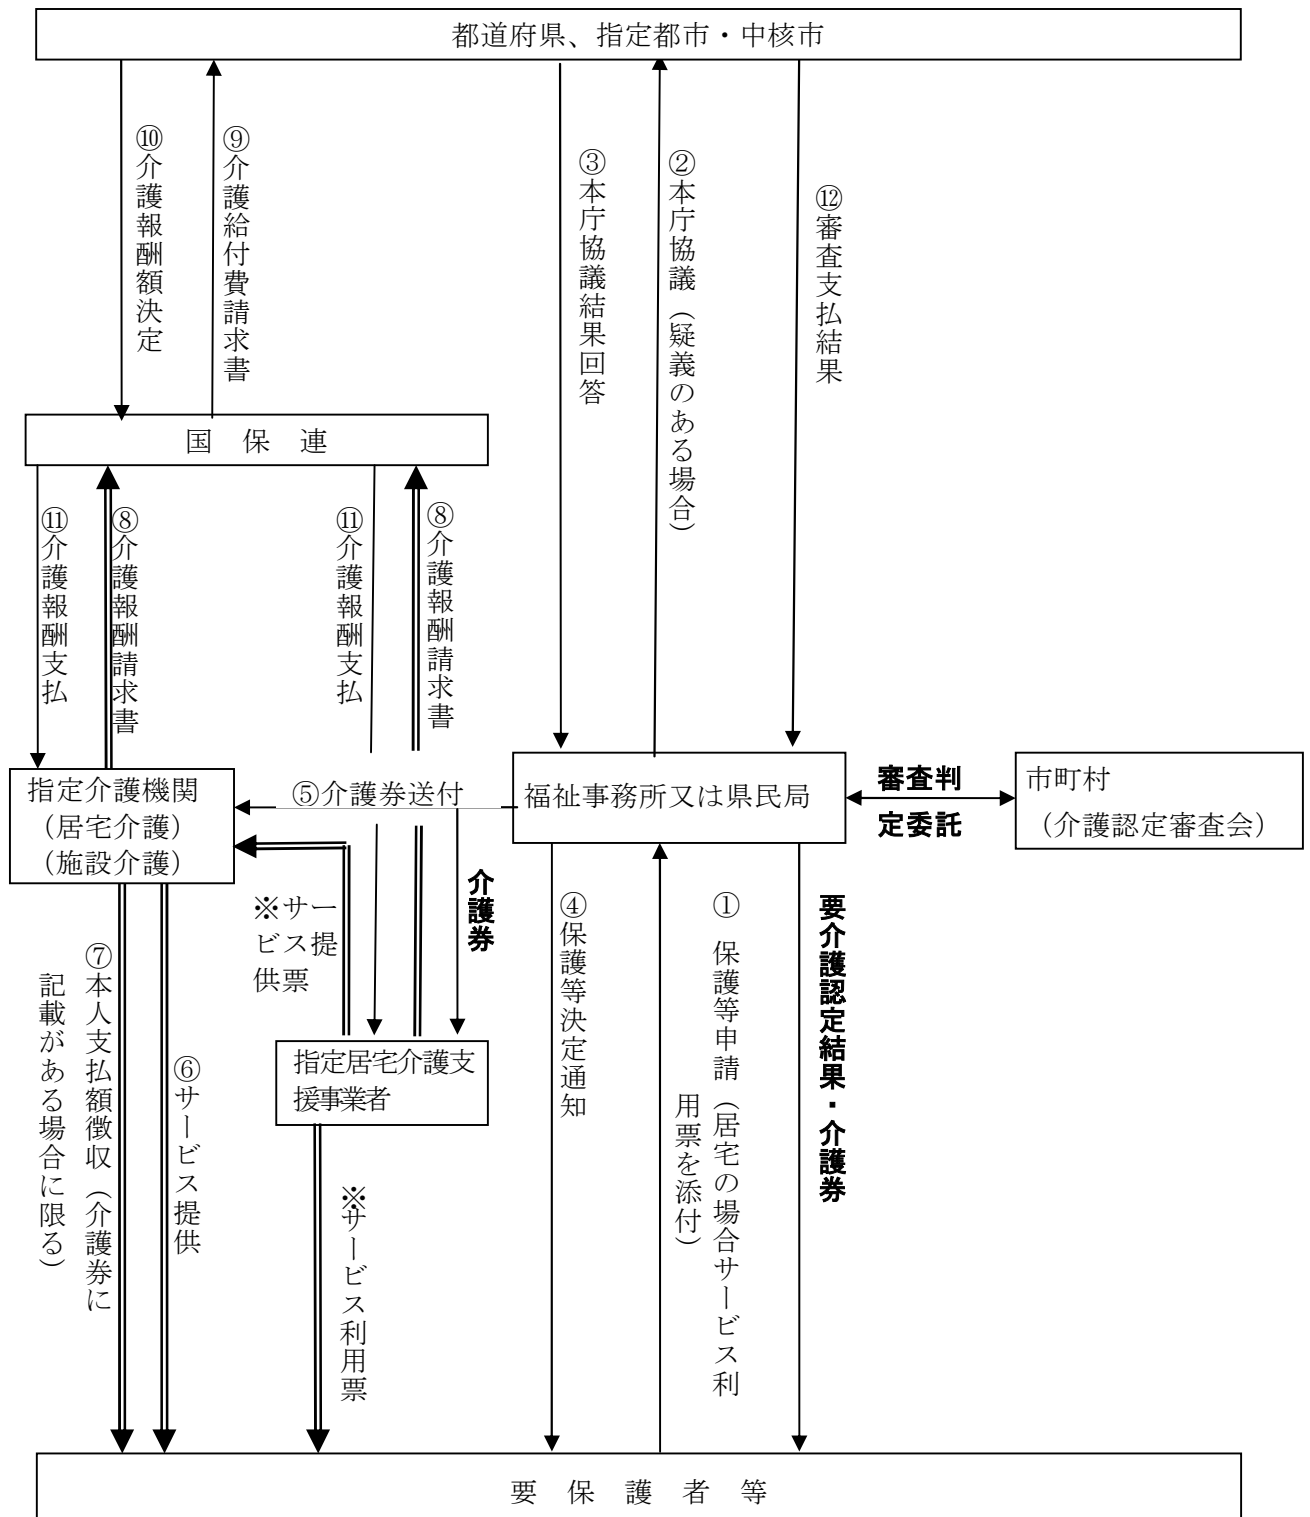 都道府県、指定都市・中核市
⑩介護報酬額決定
⑨介護給付費請求書
③本庁協議結果回答
②本庁協議（疑義のある場合）
⑫審査支払結果
国　保　連
⑪介護報酬支払
⑧介護報酬請求書
⑪介護報酬支払
⑧介護報酬請求書
指定介護機関
（居宅介護）
（施設介護）
⑤介護券送付
福祉事務所又は県民局
審査判
定委託
市町村
（介護認定審査会）
※サー
ビス提
供票
介護券
指定居宅介護支
援事業者
⑦本人支払額徴収（介護券に
記載がある場合に限る）
⑥サービス提供
※サービス利用票
④保護等決定通知
①　保護等申請（居宅の場合サービス利
用票を添付）
要介護認定結果・介護券
要　保　護　者　等